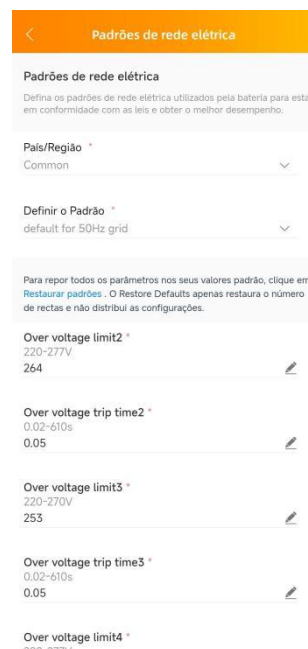 Padrões de rede elétrica
Padrões de rede elétrica
Defina os padrões de rede elétrica utilizados pela bateria para esta
em conformidade com as leis e obter o melhor desempenho.
País/Região *
Common
Definir o Padrão *
default for 50Hz grid
Para repor todos os parâmetros nos seus valores padrão, clique em
Restaurar padrões . O Restore Defaults apenas restaura o número
de rectas e não distribui as configurações.
Over voltage limit2 *
220-277V
264
Over voltage trip time2 *
0.02-610s
0.05
Over voltage limit3 *
220-270V
253
Over voltage trip time3 *
0.02-610s
0.05
Over voltage limit4 *